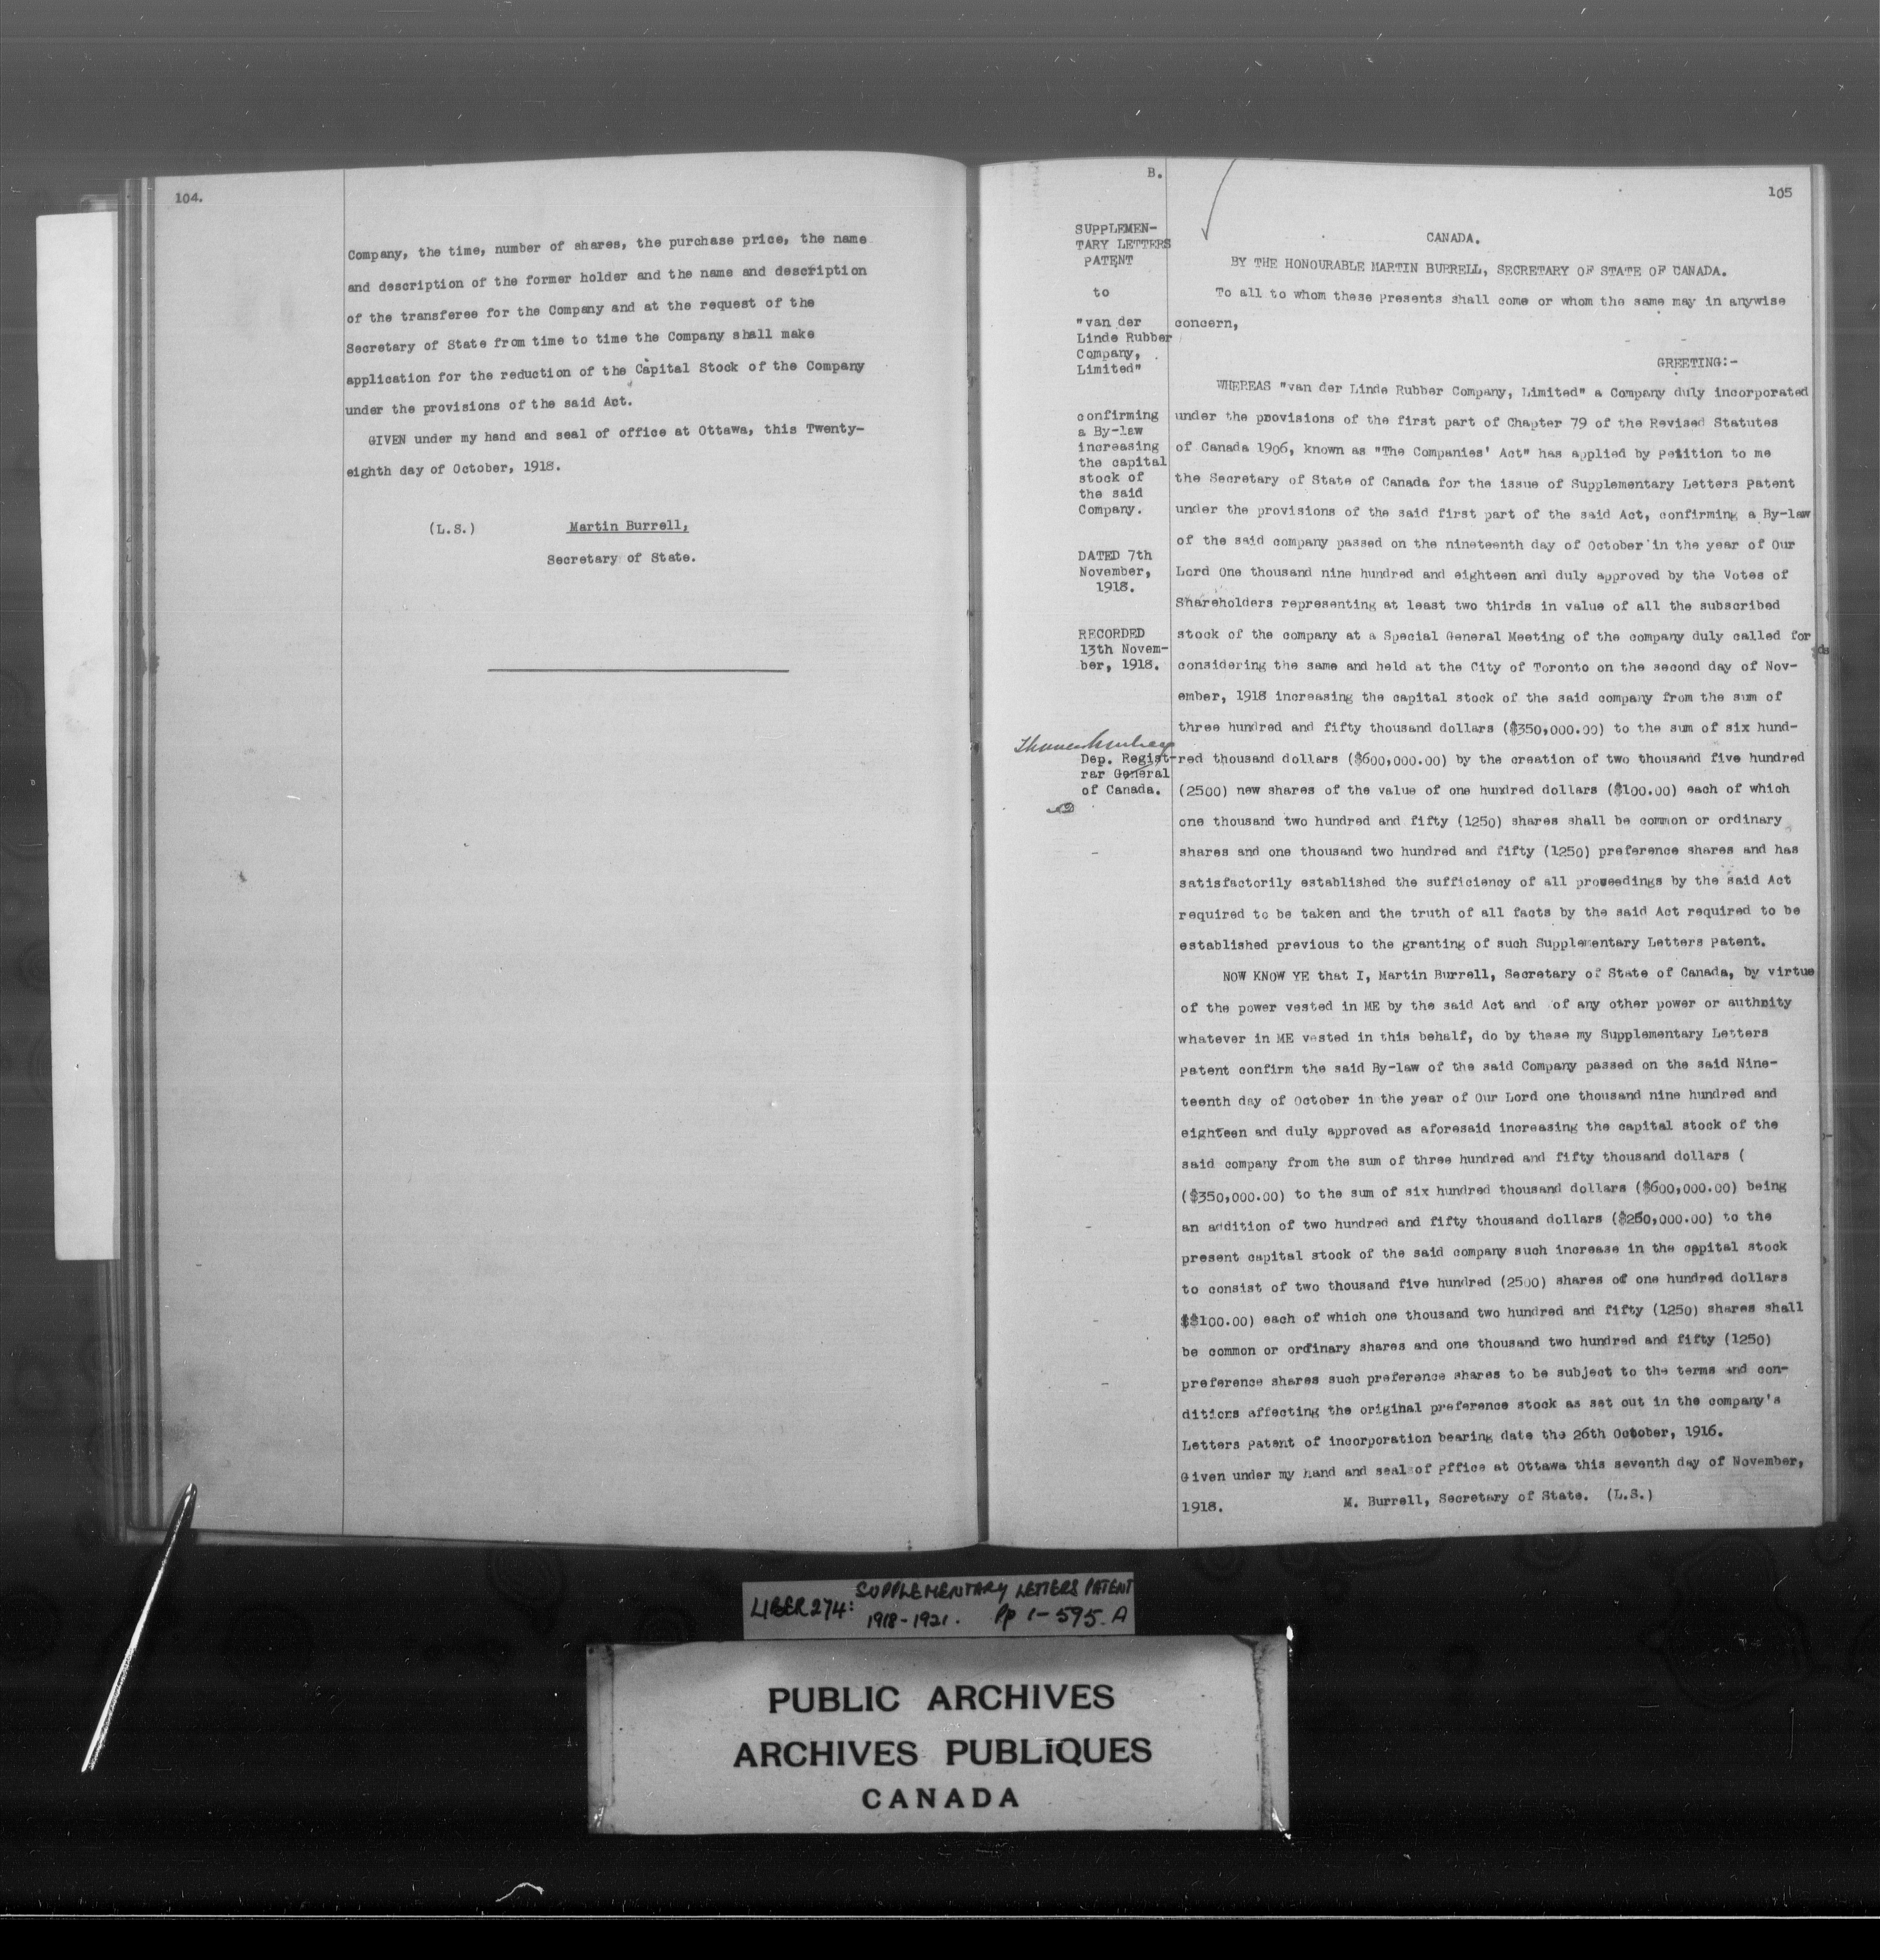 104.
Company, the time, number of shares, the purchase price, the name
and description of the former holder and the name and description
of the transferee for the Company and at the request of the
Secretary of State from time to time the Company shall make
application for the reduction of the Capital Stock of the Company
under the provisions of the said Act.
GIVEN under my hand and seal of office at Ottawa, this Twenty-
eighth day of October, 1918.
(L.S.) Martin Burrell,
Secretary of State.
B.
105
SUPPLEMEN-
TARY LETTERS
PATENT
to
"van der
Linde Rubber
Company,
Limited"
confirming
a By-law
increasing
the capital
stock of
the said
Company.
DATED 7th
November,
1918.
RECORDED
13th Novem-
ber, 1918.
Dep. Regist-
rar General
of Canada.
CANADA.
BY THE HONOURABLE MARTIN BURRELL, SECRETARY OF STATE OF CANADA.
To all to whom these Presents shall come or whom the same may in anywise
concern,
GREETING:-
WHEREAS "van der Linde Rubber Company, Limited" a Company duly incorporated
under the provisions of the first part of Chapter 79 of the Revised Statutes
of Canada 1906, known as "The Companies' Act" has applied by Petition to me
the Secretary of State of Canada for the issue of Supplementary Letters Patent
under the provisions of the said first part of the said Act, confirming a By-law
of the said company passed on the nineteenth day of October in the year of Our
Lord One thousand nine hundred and eighteen and duly approved by the Votes of
Shareholders representing at least two thirds in value of all the subscribed
stock of the company at a Special General Meeting of the company duly called for
considering the same and held at the City of Toronto on the second day of Nov-
ember, 1918 increasing the capital stock of the said company from the sum of
three hundred and fifty thousand dollars ($350,000.00) to the sum of six hund-
red thousand dollars ($600,000.00) by the creation of two thousand five hundred
(2500) new shares of the value of one hundred dollars ($100.00) each of which
one thousand two hundred and fifty (1250) shares shall be common or ordinary
shares and one thousand two hundred and fifty (1250) preference shares and has
satisfactorily established the sufficiency of all proceedings by the said Act
required to be taken and the truth of all facts by the said Act required to be
established previous to the granting of such Supplementary Letters Patent.
NOW KNOW YE that I, Martin Burrell, Secretary of State of Canada, by virtue
of the power vested in ME by the said Act and of any other power or authroity
whatever in ME vested in this behalf, do by these my Supplementary Letters
Patent confirm the said By-law of the said Company passed on the said Nine-
teenth day of October in the year of Our Lord one thousand nine hundred and
eighteen and duly approved as aforesaid increasing the capital stock of the
said company from the sum of three hundred and fifty thousand dollars (
($350,000.00) to the sum of six hundred thousand dollars ($600,000.00) being
an addition of two hundred and fifty thousand dollars ($250,000.00) to the
present capital stock of the said company such increase in the capital stock
to consist of two thousand five hundred (2500) shares of one hundred dollars
$$100.00) each of which one thousand two hundred and fifty (1250) shares shall
be common or ordinary shares and one thousand two hundred and fifty (1250)
preference shares such preference shares to be subject to the terms and con-
ditions affecting the original preference stock as set out in the company's
Letters Patent of incorporation bearing date the 26th October, 1916.
Given under my hand and seal of pffice at Ottawa this seventh day of November,
1918. M. Burrell, Secretary of State. (L.S.)
LIBER 274: SUPPLEMENTARY LETTERS PATENT
1918-1921. Pp 1-595. A
PUBLIC ARCHIVES
ARCHIVES PUBLIQUES
CANADA